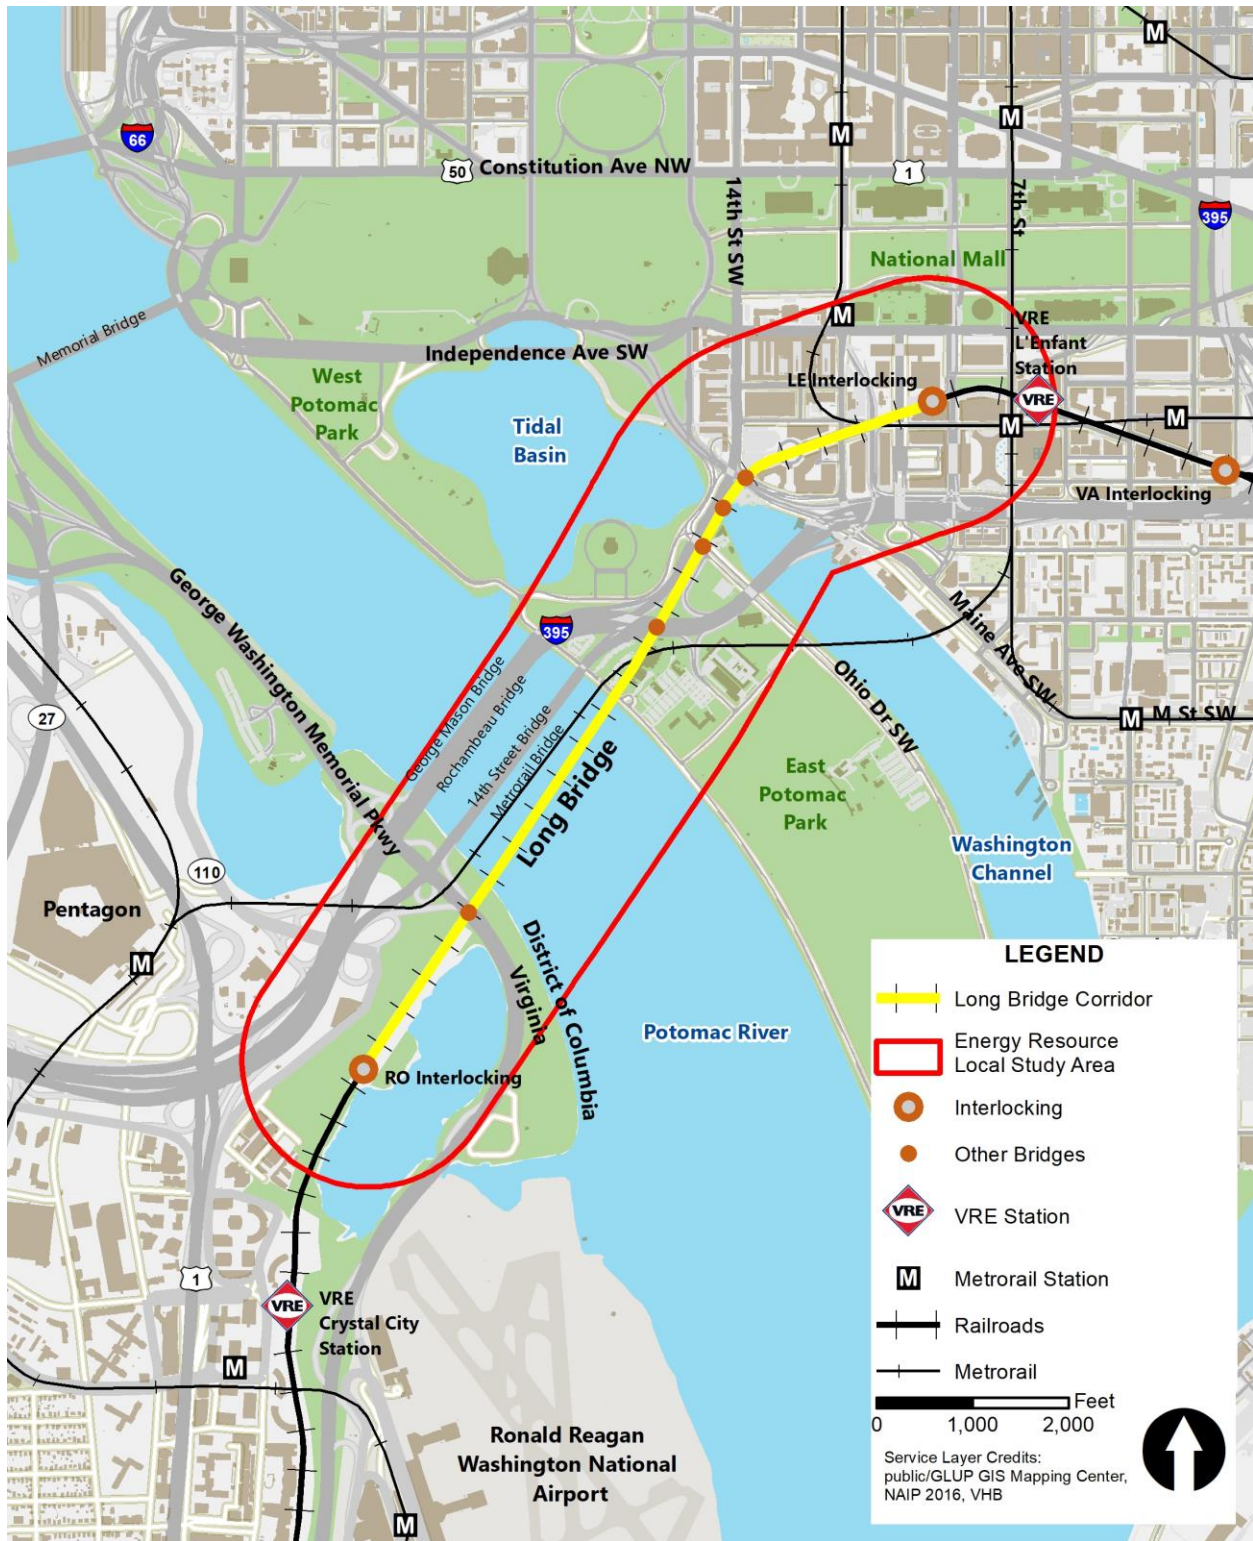 M
M
M
66
50
Constitution Ave NW
1
14th St SW
7th St
395
National Mall
Memorial Bridge
M
VRE
L'Enfant
Station
Independence Ave SW
West
Potomac
Park
LE Interlocking
VRE
Tidal
Basin
M
M
VA Interlocking
George Washington Memorial Pkwy
395
Maine Ave SW
Ohio Dr SW
27
George Mason Bridge
Rochambeau Bridge
14th Street Bridge
Metrorail Bridge
Long Bridge
M
M St SW
East
Potomac
Park
Washington
Channel
110
Pentagon
M
District of Columbia
Virginia
Potomac River
RO Interlocking
1
VRE
VRE
Crystal City
Station
M
Ronald Reagan
Washington National
Airport
M
LEGEND
Long Bridge Corridor
Energy Resource
Local Study Area
Interlocking
Other Bridges
VRE
VRE Station
M
Metrorail Station
Railroads
Metrorail
Feet
0 1,000 2,000
Service Layer Credits:
public/GLUP GIS Mapping Center,
NAIP 2016, VHB